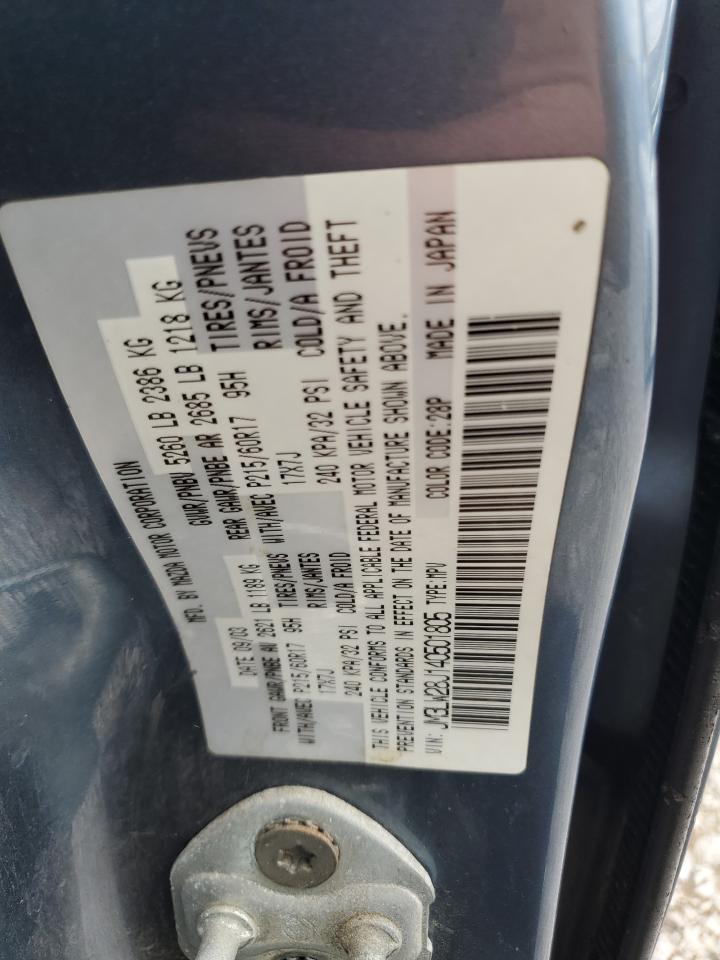 MFD. BY MAZDA MOTOR CORPORATION
DATE 09/03 GVWR/PNBV 5260 LB 2386 KG
FRONT GAWR/PNBE AV 2621 LB 1189 KG REAR GAWR/PNBE AR 2685 LB 1218 KG
WITH/AVEC P215/60R17 95H TIRES/PNEUS WITH/AVEC P215/60R17 95H TIRES/PNEUS
17X7J RIMS/JANTES 17X7J RIMS/JANTES
240 KPA/32 PSI COLD/A FROID 240 KPA/32 PSI COLD/A FROID
THIS VEHICLE CONFORMS TO ALL APPLICABLE FEDERAL MOTOR VEHICLE SAFETY AND THEFT
PREVENTION STANDARDS IN EFFECT ON THE DATE OF MANUFACTURE SHOWN ABOVE.
VIN: JM3LW28J140501805 TYPE:MPV COLOR CODE:28P MADE IN JAPAN